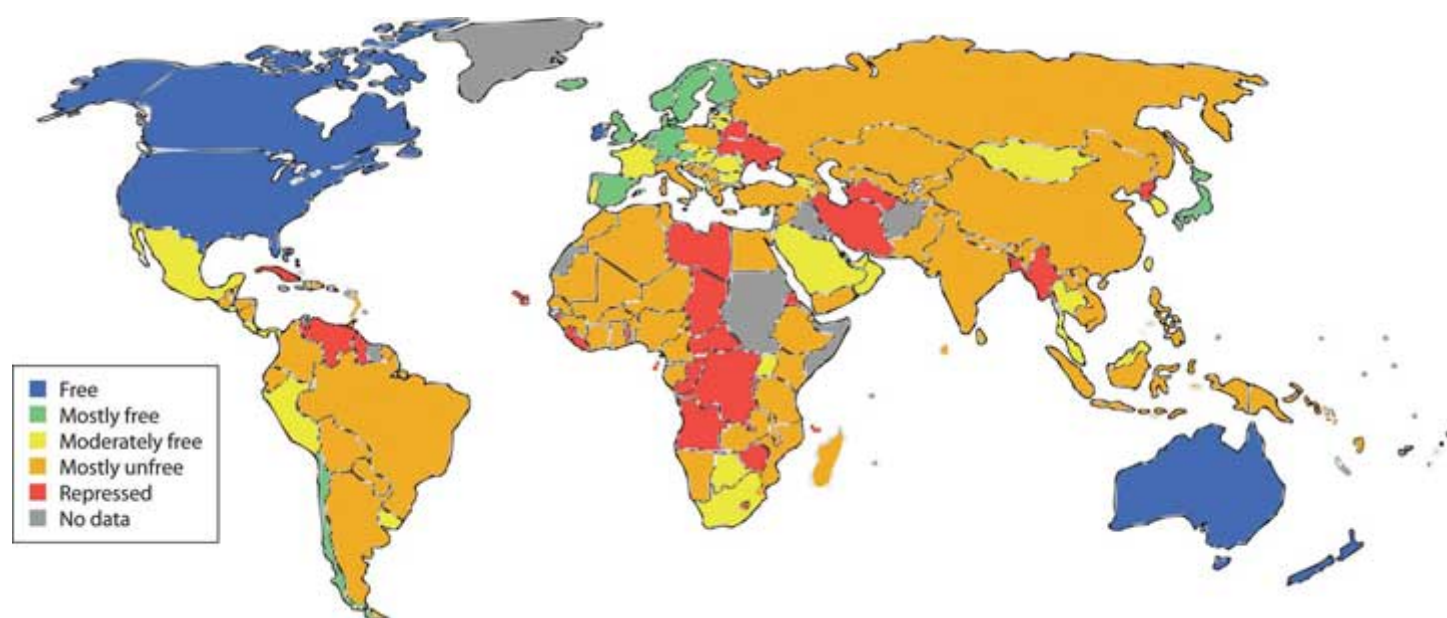 Free
Mostly free
Moderately free
Mostly unfree
Repressed
No data